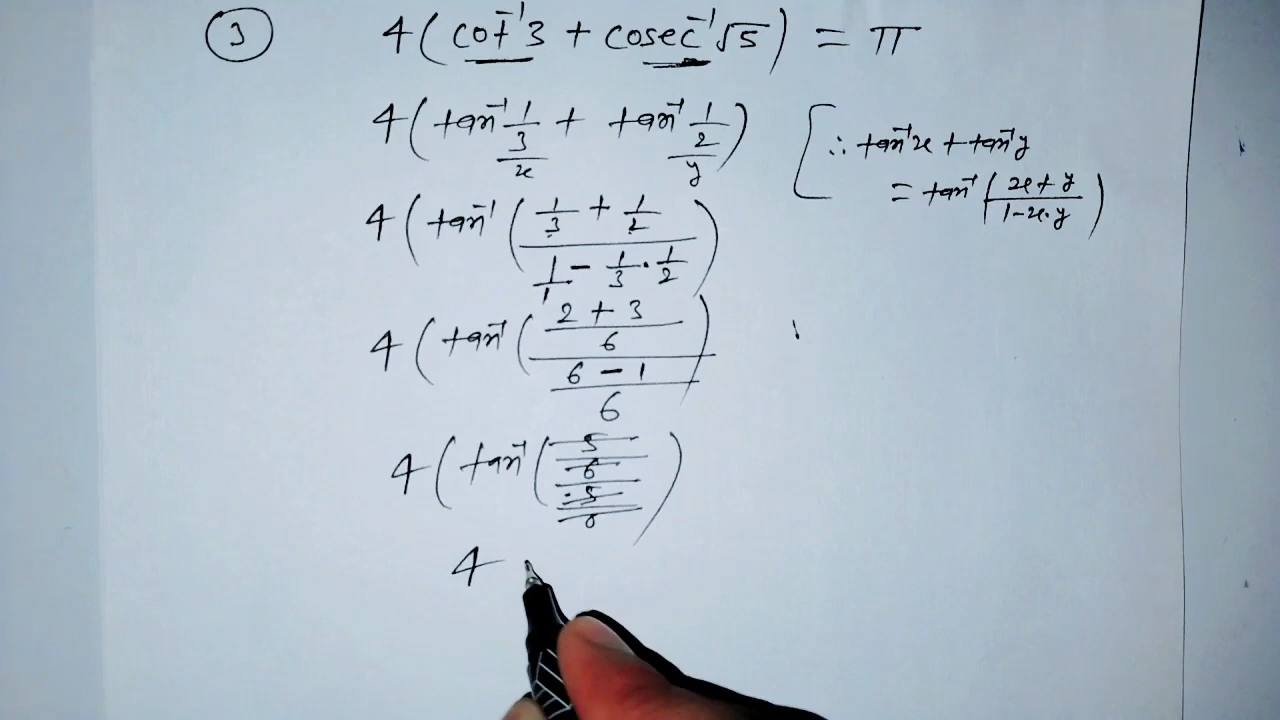 3 4(cot⁻¹3 + cosec⁻¹√5) = π
4(tan⁻¹ 1/3 + tan⁻¹ 1/2)
x y
∴ tan⁻¹x + tan⁻¹y
= tan⁻¹((x+y)/(1-x·y))
4(tan⁻¹((1/3 + 1/2)/(1/1 - 1/3·1/2))
4(tan⁻¹(((2+3)/6)/((6-1)/6))
4(tan⁻¹((5/6)/(5/6))
4